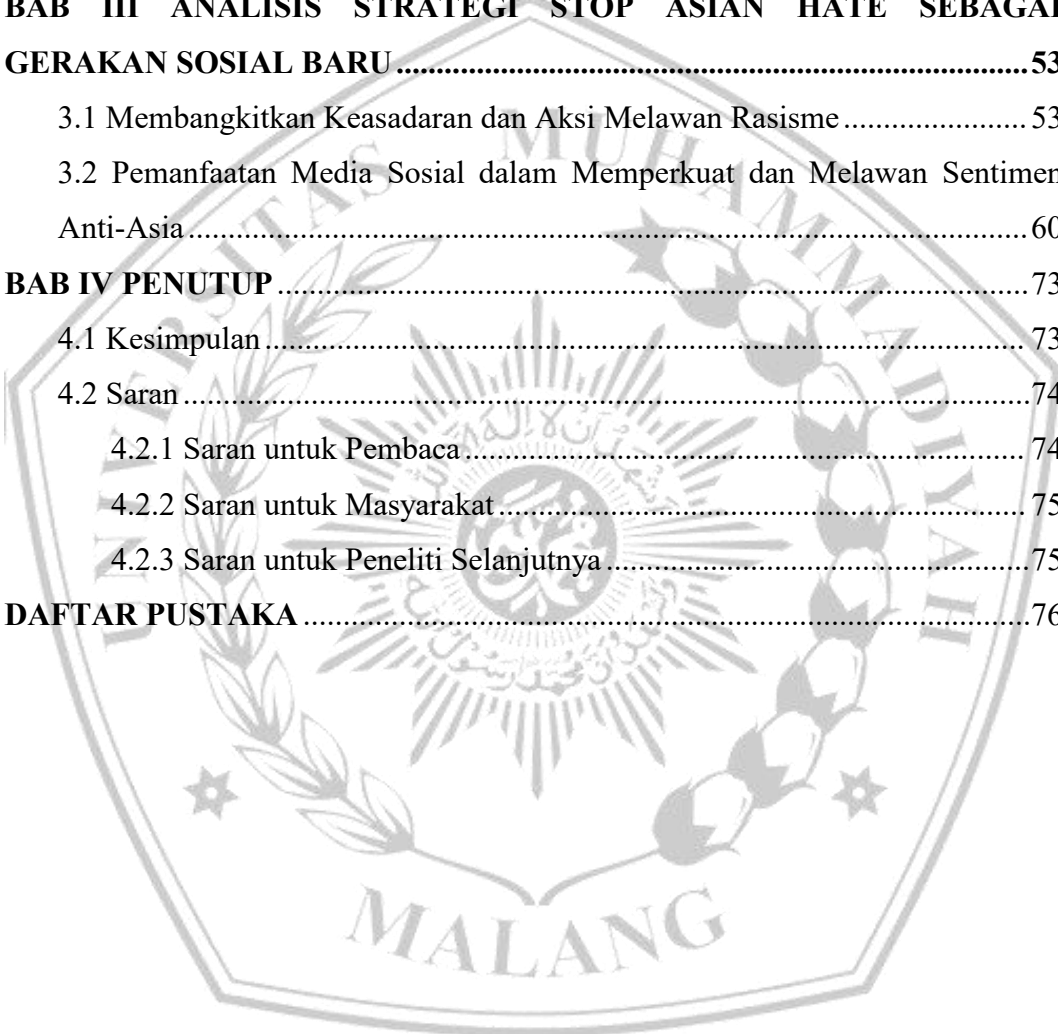 BAB III ANALISIS STRATEGI STOP ASIAN HATE SEBAGAI
GERAKAN SOSIAL BARU 53
3.1 Membangkitkan Keasadaran dan Aksi Melawan Rasisme 53
3.2 Pemanfaatan Media Sosial dalam Memperkuat dan Melawan Sentimen
Anti-Asia 60
BAB IV PENUTUP 73
4.1 Kesimpulan 73
4.2 Saran 74
4.2.1 Saran untuk Pembaca 74
4.2.2 Saran untuk Masyarakat 75
4.2.3 Saran untuk Peneliti Selanjutnya 75
DAFTAR PUSTAKA 76
UNIVERSITAS MUHAMMADIYAH
MALANG